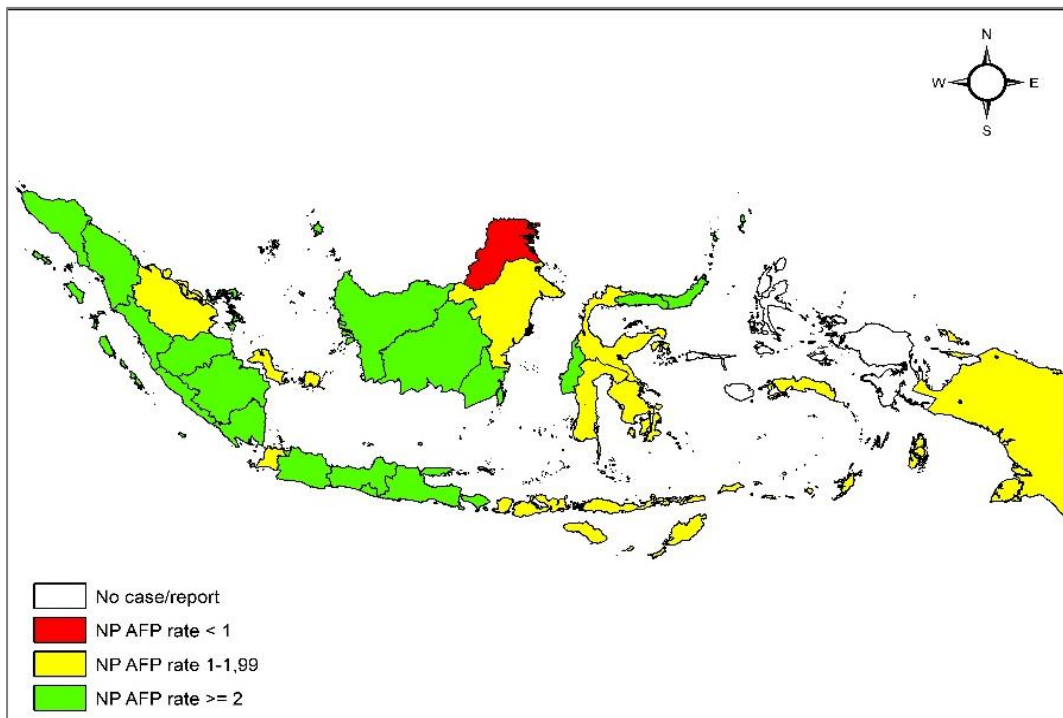 N
W E
S
No case/report
NP AFP rate < 1
NP AFP rate 1-1,99
NP AFP rate >= 2